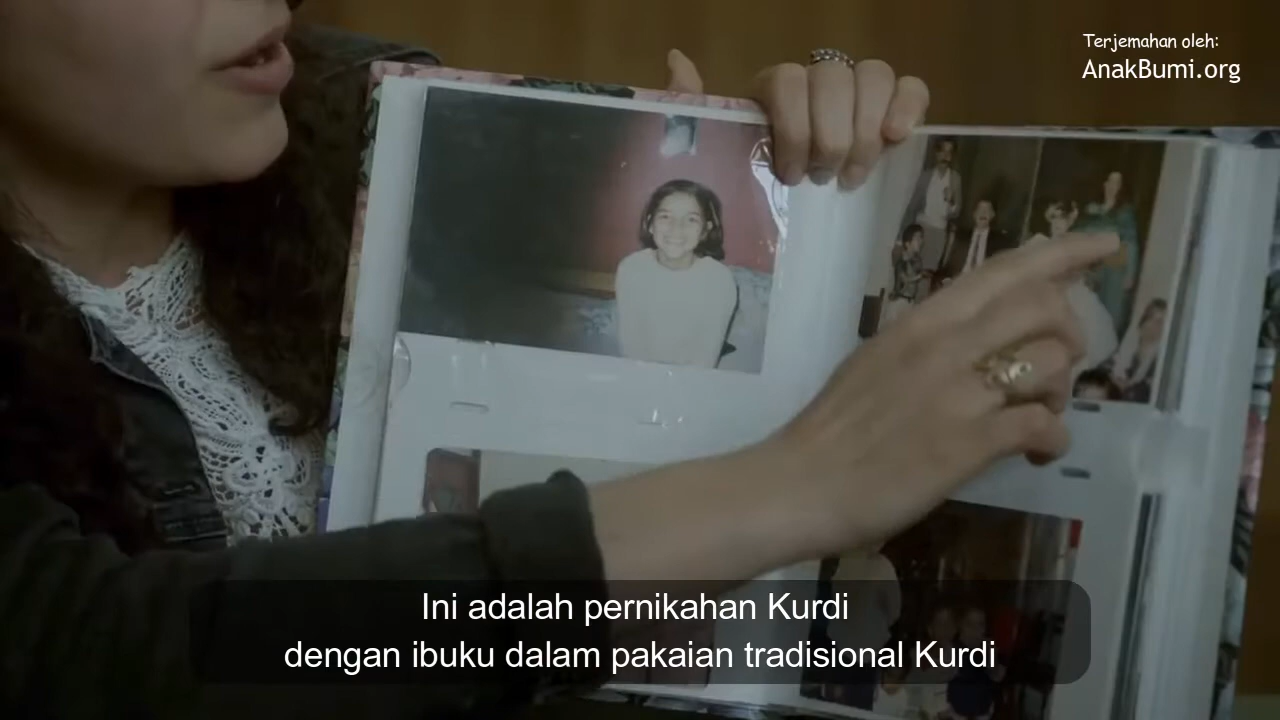 Terjemahan oleh:
AnakBumi.org
Ini adalah pernikahan Kurdi
dengan ibuku dalam pakaian tradisional Kurdi